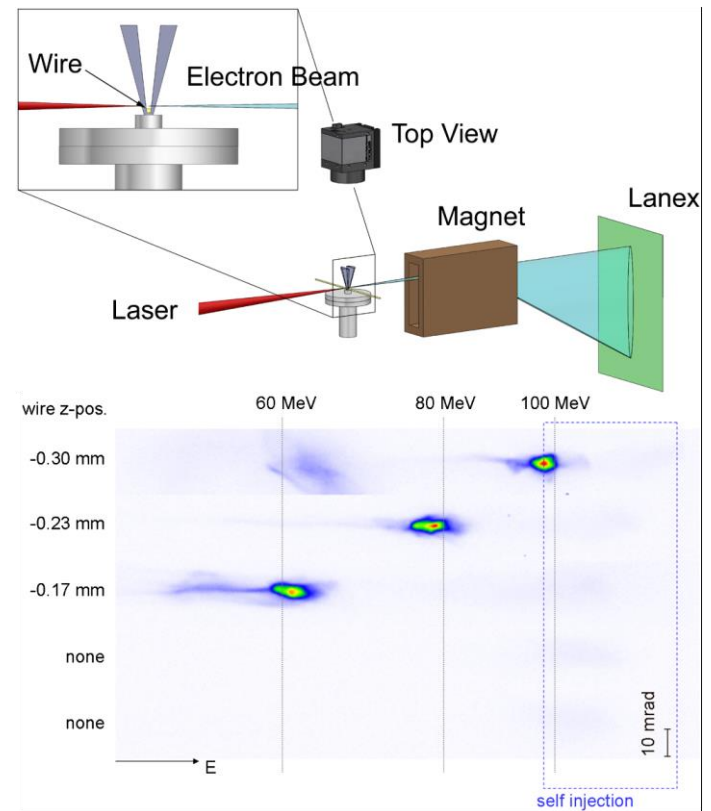 Wire
Electron Beam
Top View
Lanex
Magnet
Laser
wire z-pos.
60 MeV
80 MeV
100 MeV
-0.30 mm
-0.23 mm
-0.17 mm
none
none
10 mrad
E
self injection